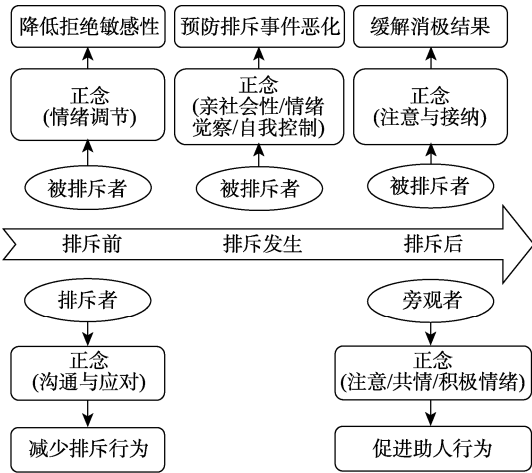 降低拒绝敏感性
预防排斥事件恶化
缓解消极结果
正念
(情绪调节)
正念
(亲社会性/情绪
觉察/自我控制)
正念
(注意与接纳)
被排斥者
被排斥者
被排斥者
排斥前
排斥发生
排斥后
排斥者
旁观者
正念
(沟通与应对)
正念
(注意/共情/积极情绪)
减少排斥行为
促进助人行为